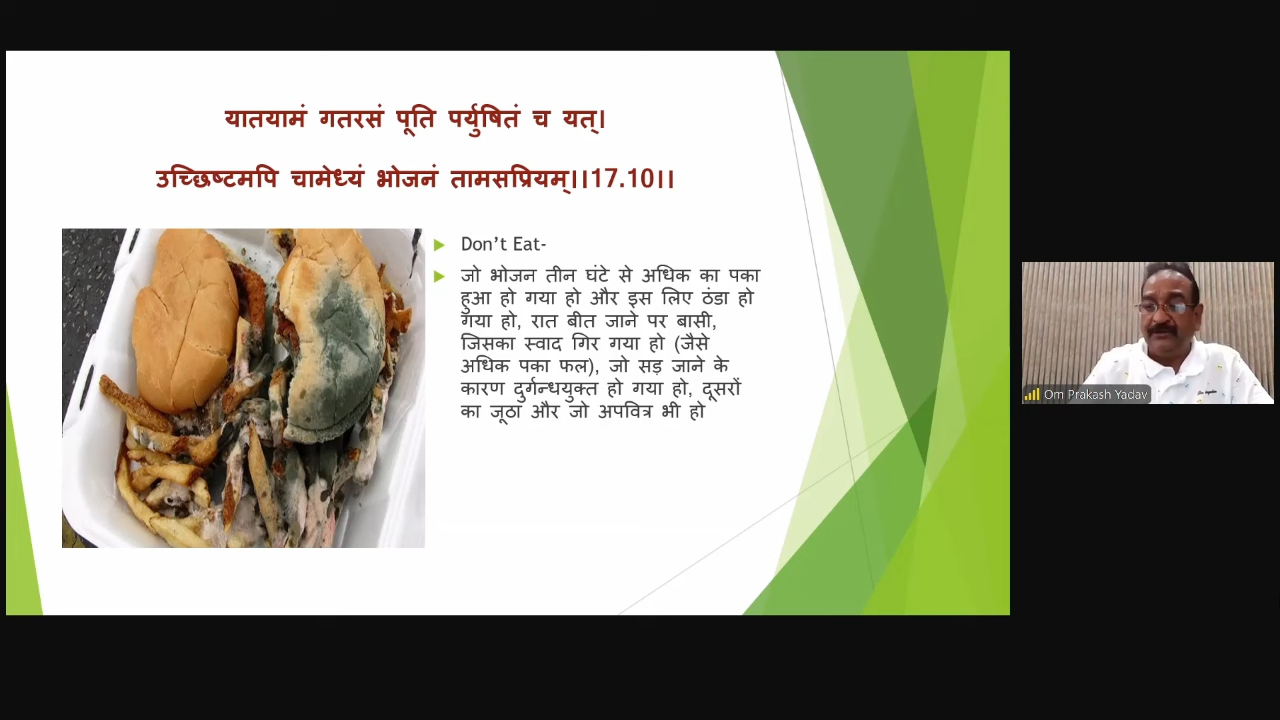 यातयामं गतरसं पूति पर्युषितं च यत्।
उच्छिष्टमपि चामेध्यं भोजनं तामसप्रियम्।।17.10।।
Don’t Eat-
जो भोजन तीन घंटे से अधिक का पका
हुआ हो गया हो और इस लिए ठंडा हो
गया हो, रात बीत जाने पर बासी,
जिसका स्वाद गिर गया हो (जैसे
अधिक पका फल), जो सड़ जाने के
कारण दुर्गन्धयुक्त हो गया हो, दूसरों
का जूठा और जो अपवित्र भी हो
Om Prakash Yadav